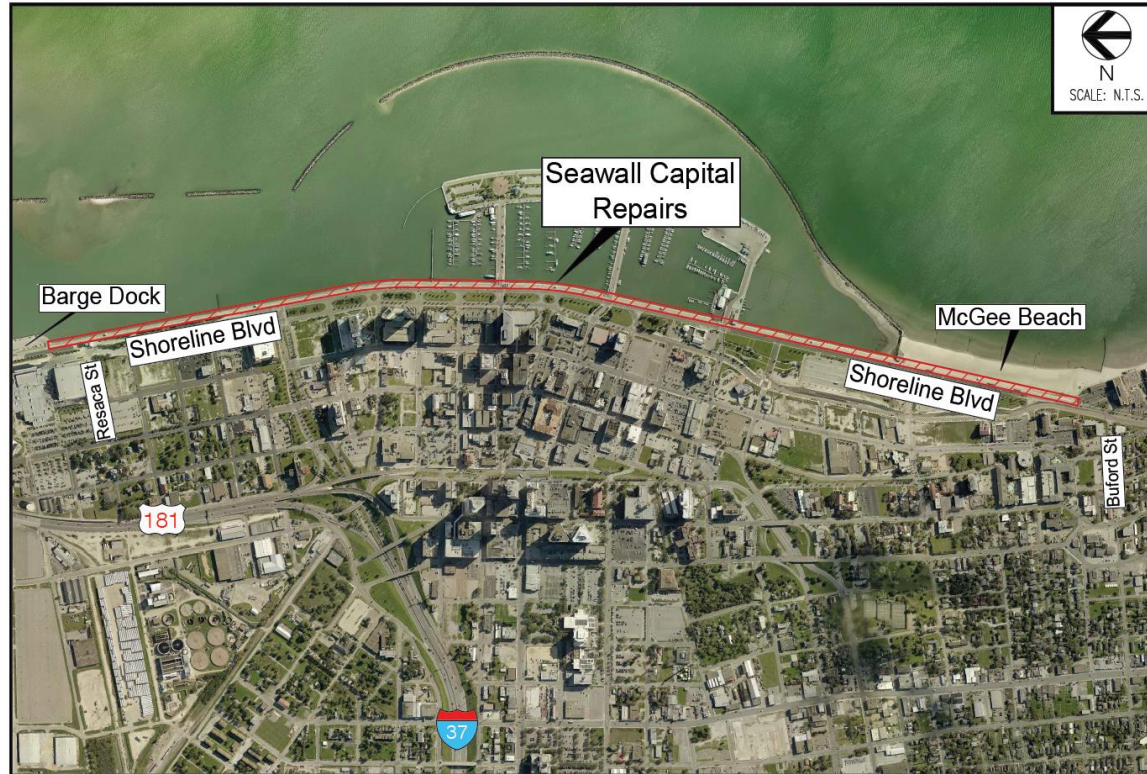 N
SCALE: N.T.S.
Seawall Capital
Repairs
Barge Dock
Shoreline Blvd
McGee Beach
Shoreline Blvd
Resaca St
Buford St
181
37